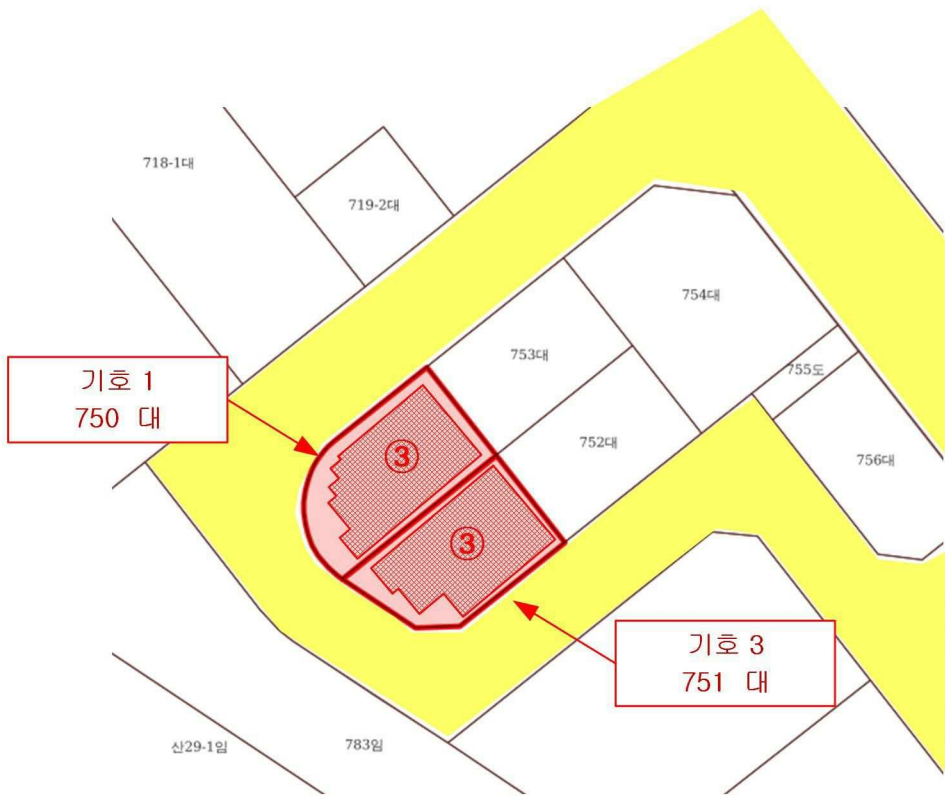 718-1대
719-2대
754대
753대
755도
기호 1
750 대
③
752대
756대
③
기호 3
751 대
783임
산29-1임